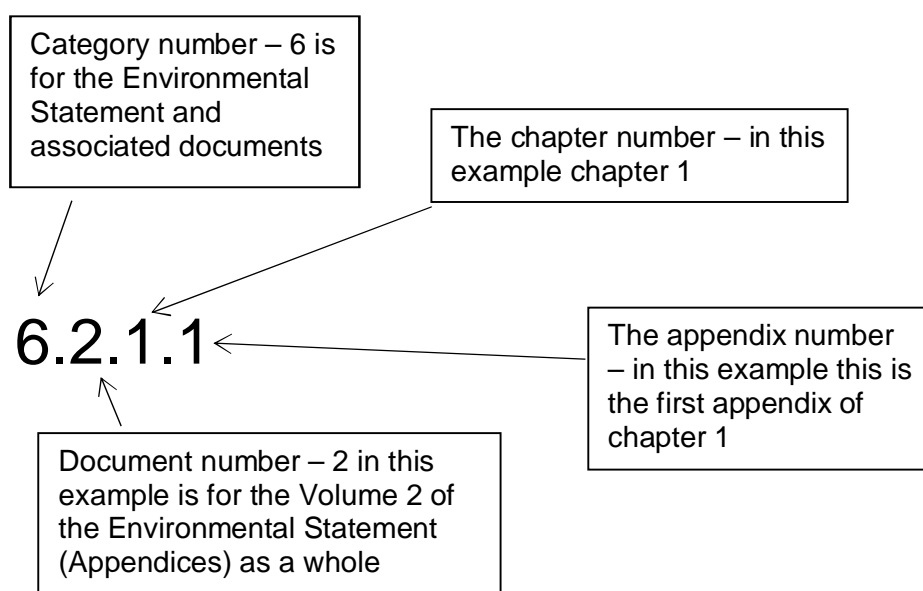 Category number – 6 is
for the Environmental
Statement and
associated documents
The chapter number – in this
example chapter 1
6.2.1.1
The appendix number
– in this example this is
the first appendix of
chapter 1
Document number – 2 in this
example is for the Volume 2 of
the Environmental Statement
(Appendices) as a whole